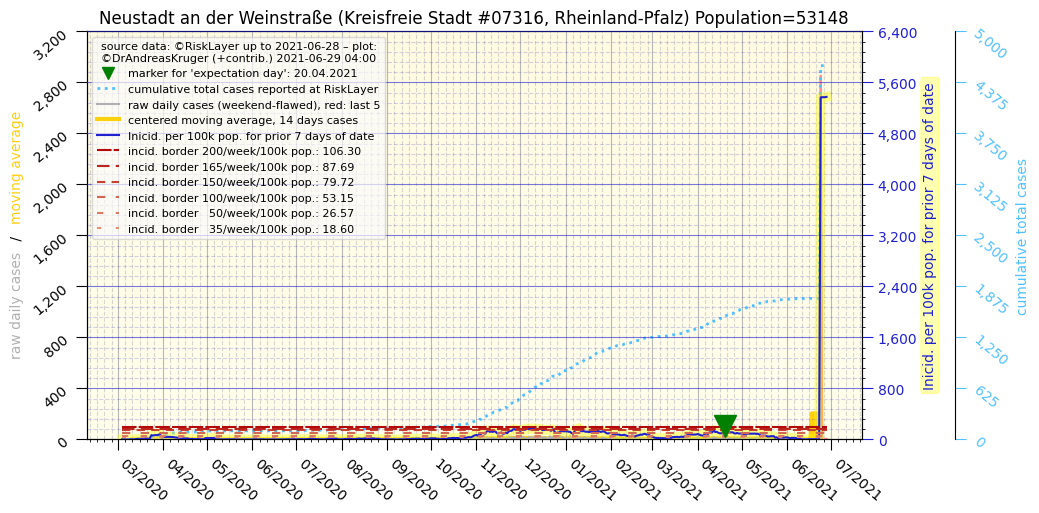 Neustadt an der Weinstraße (Kreisfreie Stadt #07316, Rheinland-Pfalz) Population=53148
source data: ©RiskLayer up to 2021-06-28 – plot:
©DrAndreasKruger (+contrib.) 2021-06-29 04:00
marker for 'expectation day': 20.04.2021
cumulative total cases reported at RiskLayer
raw daily cases (weekend-flawed), red: last 5
centered moving average, 14 days cases
Inicid. per 100k pop. for prior 7 days of date
incid. border 200/week/100k pop.: 106.30
incid. border 165/week/100k pop.: 87.69
incid. border 150/week/100k pop.: 79.72
incid. border 100/week/100k pop.: 53.15
incid. border   50/week/100k pop.: 26.57
incid. border   35/week/100k pop.: 18.60
raw daily cases / moving average
3,200
2,800
2,400
2,000
1,600
1,200
800
400
0
03/2020
04/2020
05/2020
06/2020
07/2020
08/2020
09/2020
10/2020
11/2020
12/2020
01/2021
02/2021
03/2021
04/2021
05/2021
06/2021
07/2021
6,400
5,600
4,800
4,000
3,200
2,400
1,600
800
0
Inicid. per 100k pop. for prior 7 days of date
5,000
4,375
3,750
3,125
2,500
1,875
1,250
625
0
cumulative total cases